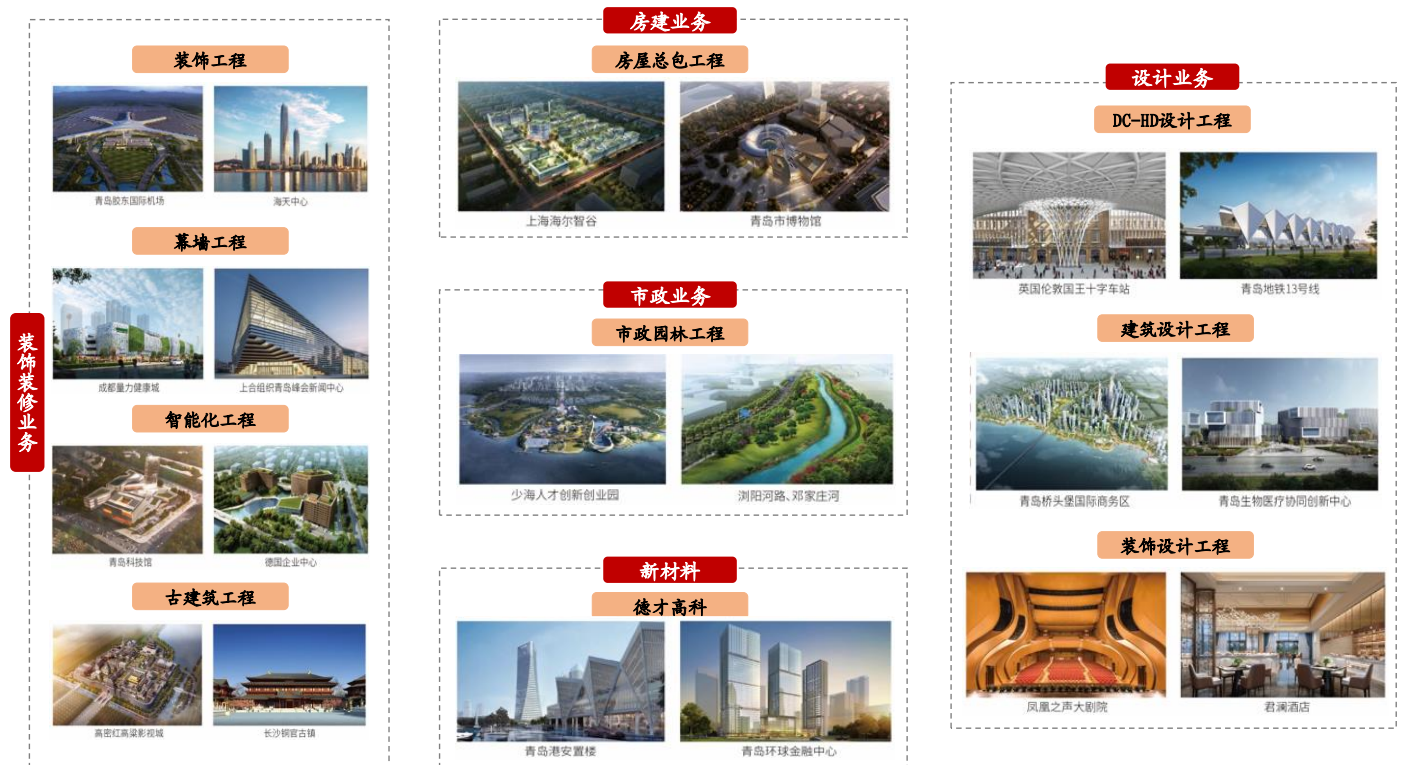 装饰装修业务
装饰工程
青岛胶东国际机场
海天中心
幕墙工程
成都量力健康城
上合组织青岛峰会新闻中心
智能化工程
青岛科技馆
德国企业中心
古建筑工程
高密红高粱影视城
长沙铜官古镇
房建业务
房屋总包工程
上海海尔智谷
青岛市博物馆
市政业务
市政园林工程
少海人才创新创业园
浏阳河路、邓家庄河
新材料
德才高科
青岛港安置楼
青岛环球金融中心
设计业务
DC-HD设计工程
英国伦敦国王十字车站
青岛地铁13号线
建筑设计工程
青岛桥头堡国际商务区
青岛生物医疗协同创新中心
装饰设计工程
凤凰之声大剧院
君澜酒店